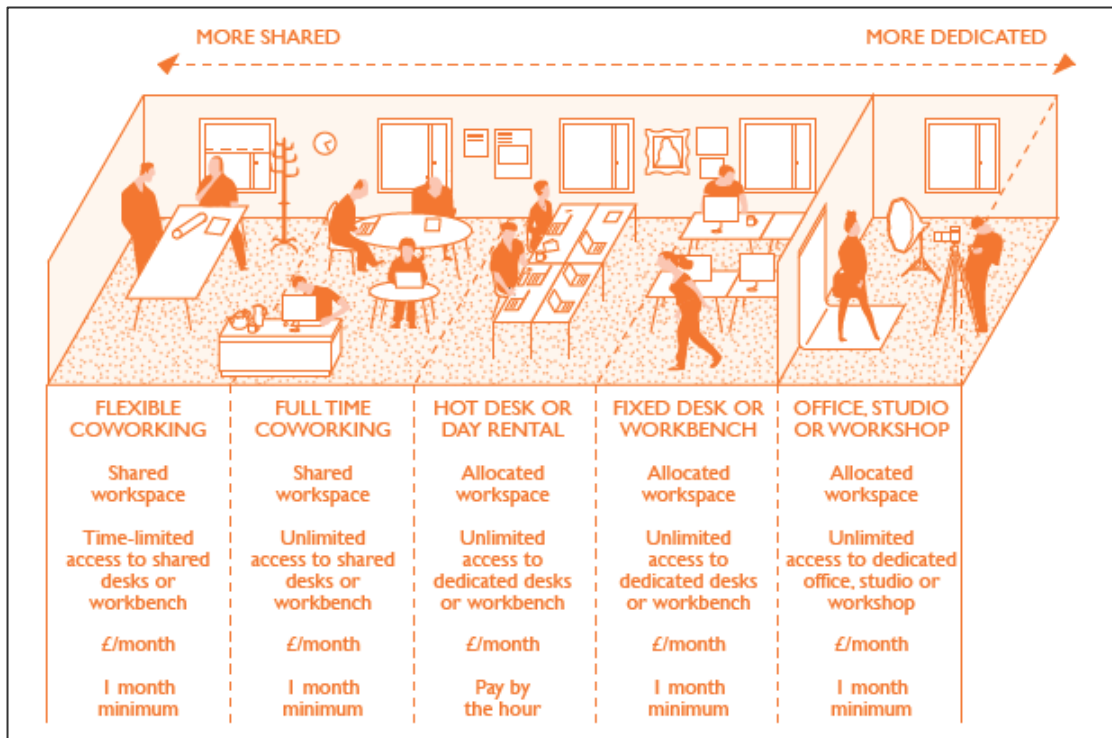 MORE SHARED
MORE DEDICATED
FLEXIBLE
COWORKING
Shared
workspace
Time-limited
access to shared
desks or
workbench
£/month
1 month
minimum
FULL TIME
COWORKING
Shared
workspace
Unlimited
access to shared
desks or
workbench
£/month
1 month
minimum
HOT DESK OR
DAY RENTAL
Allocated
workspace
Unlimited
access to
dedicated desks
or workbench
£/month
Pay by
the hour
FIXED DESK OR
WORKBENCH
Allocated
workspace
Unlimited
access to
dedicated desks
or workbench
£/month
1 month
minimum
OFFICE, STUDIO
OR WORKSHOP
Allocated
workspace
Unlimited
access to dedicated
office, studio or
workshop
£/month
1 month
minimum